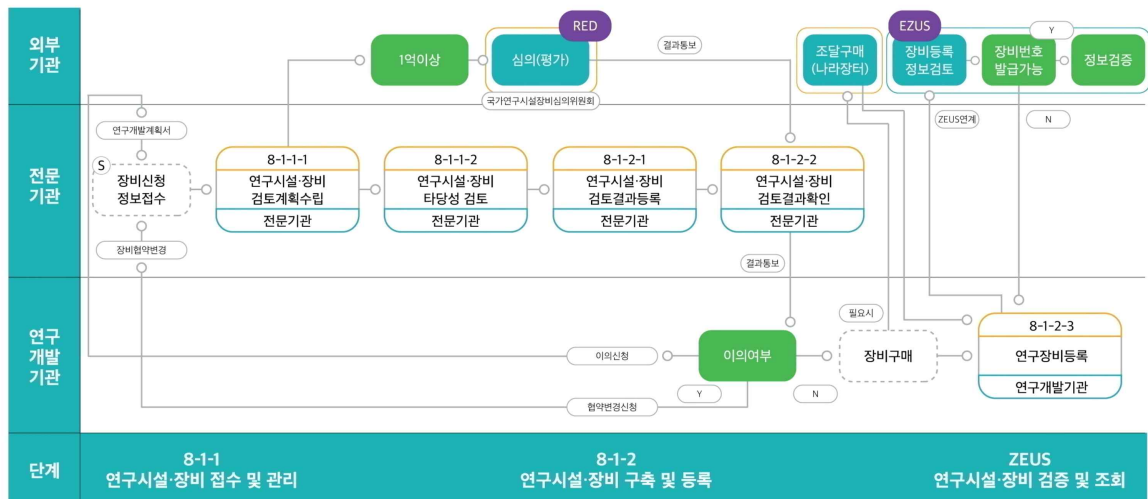 외부
기관
1억이상
RED
심의(평가)
국가연구시설장비심의위원회
결과통보
조달구매
(나라장터)
EZUS
장비등록
정보검토
장비번호
발급가능
Y
정보검증
전문
기관
연구개발계획서
S
장비신청
정보접수
장비협약변경
8-1-1-1
연구시설·장비
검토계획수립
전문기관
8-1-1-2
연구시설·장비
타당성 검토
전문기관
8-1-2-1
연구시설·장비
검토결과등록
전문기관
8-1-2-2
연구시설·장비
검토결과확인
전문기관
ZEUS연계
N
결과통보
연구
개발
기관
이의신청
협약변경신청
이의여부
Y
N
필요시
장비구매
8-1-2-3
연구장비등록
연구개발기관
단계
8-1-1
연구시설·장비 접수 및 관리
8-1-2
연구시설·장비 구축 및 등록
ZEUS
연구시설·장비 검증 및 조회